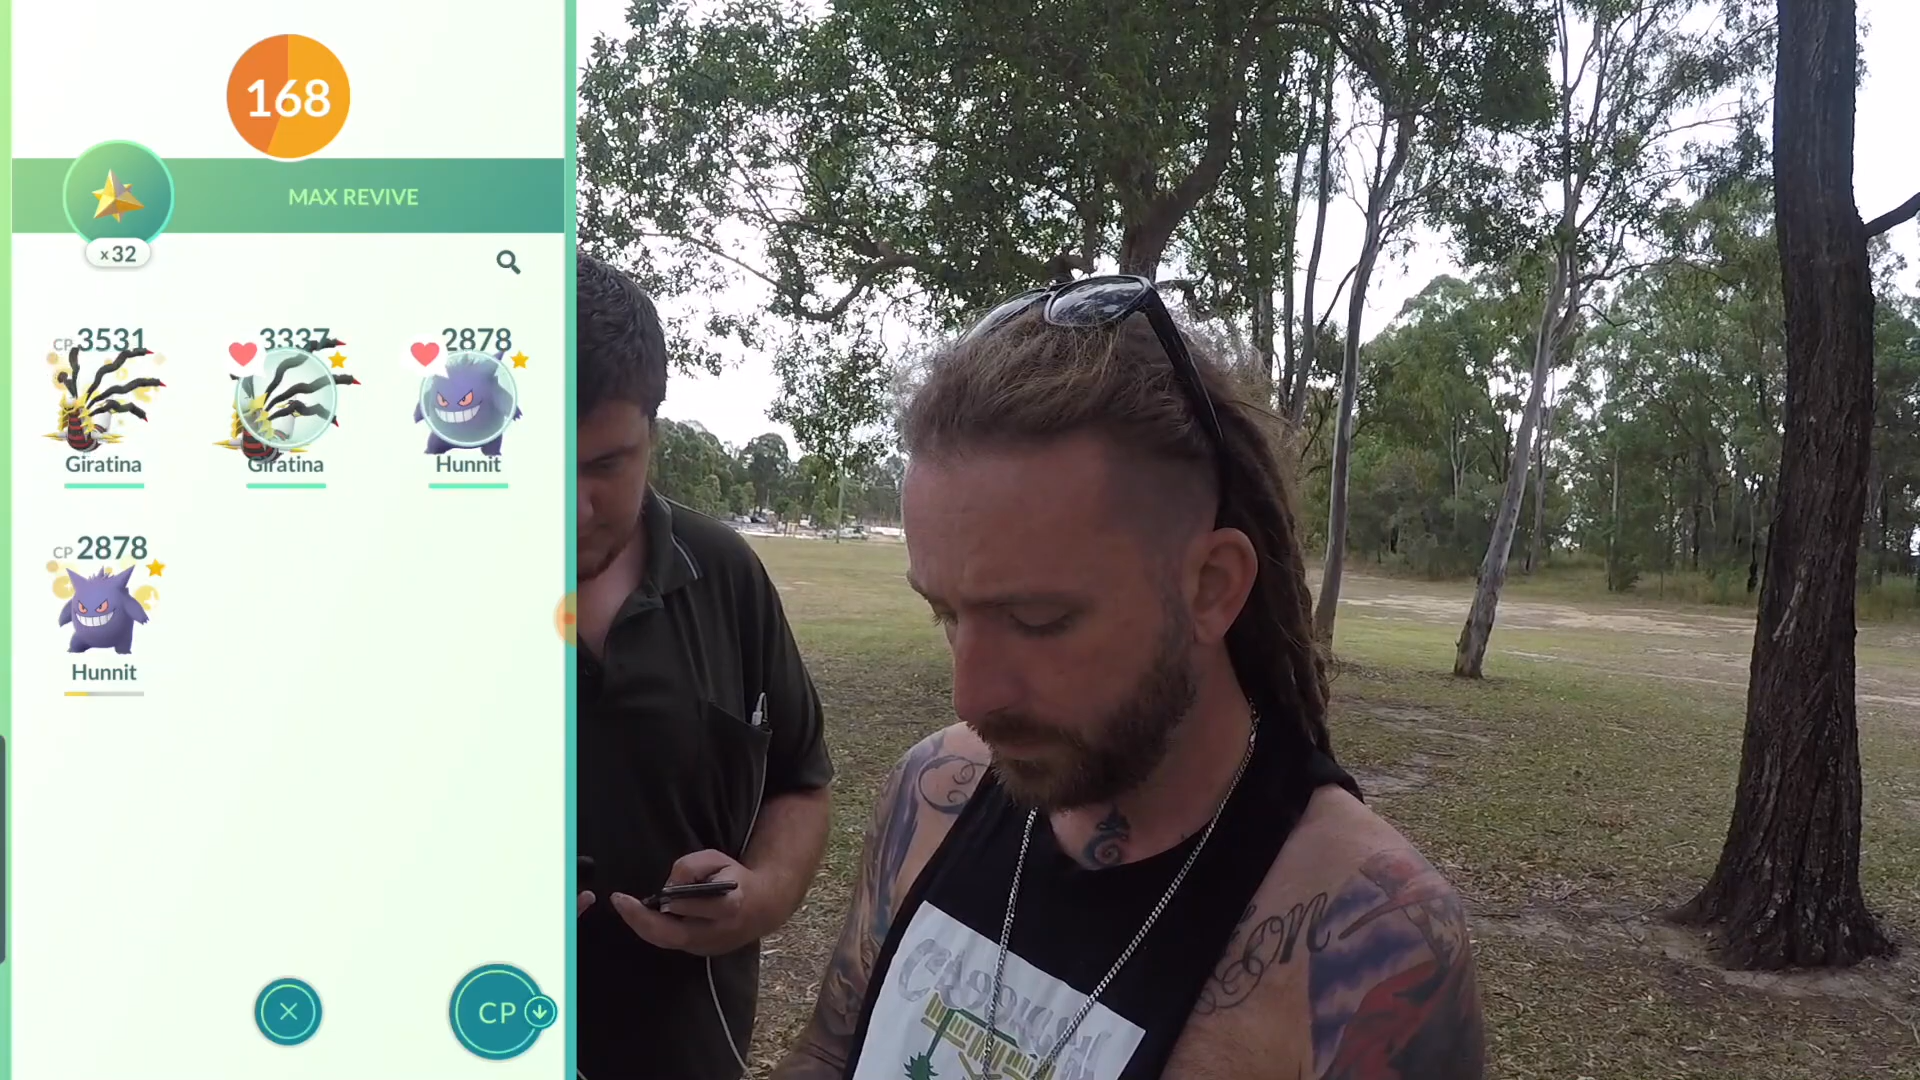 168
MAX REVIVE
×32
CP 3531
3337
2878
Giratina
Giratina
Hunnit
CP 2878
Hunnit
CP